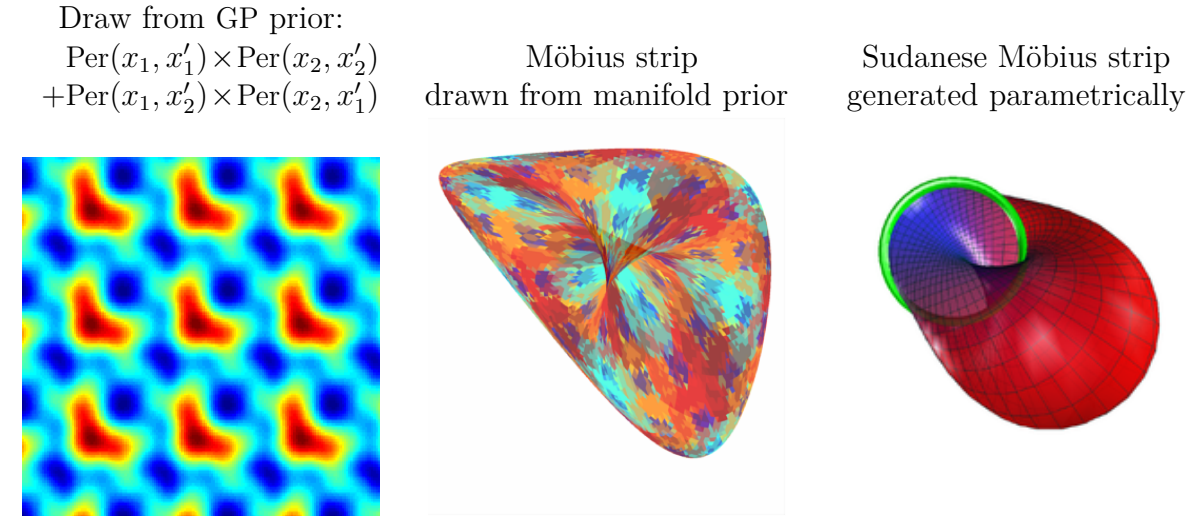 Draw from GP prior:
Per(x₁, x′₁)×Per(x₂, x′₂)
+Per(x₁, x′₂)×Per(x₂, x′₁)
Möbius strip
drawn from manifold prior
Sudanese Möbius strip
generated parametrically